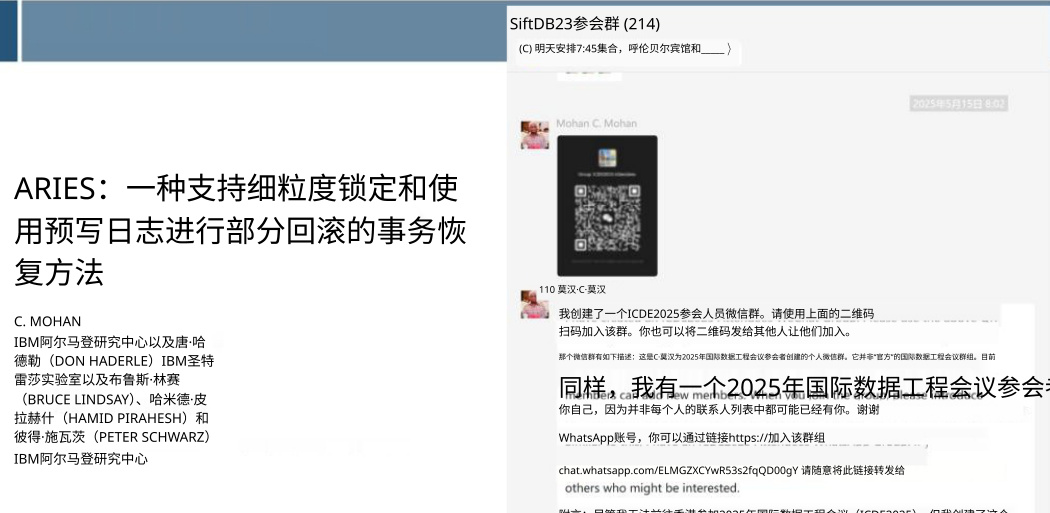 ARIES：一种支持细粒度锁定和使
用预写日志进行部分回滚的事务恢
复方法
C. MOHAN
IBM阿尔马登研究中心以及唐·哈
德勒（DON HADERLE）IBM圣特
雷莎实验室以及布鲁斯·林赛
（BRUCE LINDSAY）、哈米德·皮
拉赫什（HAMID PIRAHESH）和
彼得·施瓦茨（PETER SCHWARZ）
IBM阿尔马登研究中心
SiftDB23参会群 (214)
(C) 明天安排7:45集合，呼伦贝尔宾馆和____ 〉
2025年5月15日 8:02
Mohan C. Mohan
110 莫汉·C·莫汉
我创建了一个ICDE2025参会人员微信群。请使用上面的二维码
扫码加入该群。你也可以将二维码发给其他人让他们加入。
那个微信群有如下描述：这是C·莫汉为2025年国际数据工程会议参会者创建的个人微信群。它并非"官方"的国际数据工程会议群组。目前
同样，我有一个2025年国际数据工程会议参会者
members can add new members. When you join the group, please introduce
你自己，因为并非每个人的联系人列表中都可能已经有你。谢谢
WhatsApp账号，你可以通过链接https://加入该群组
chat.whatsapp.com/ELMGZXCYwR53s2fqQD00gY 请随意将此链接转发给
others who might be interested.